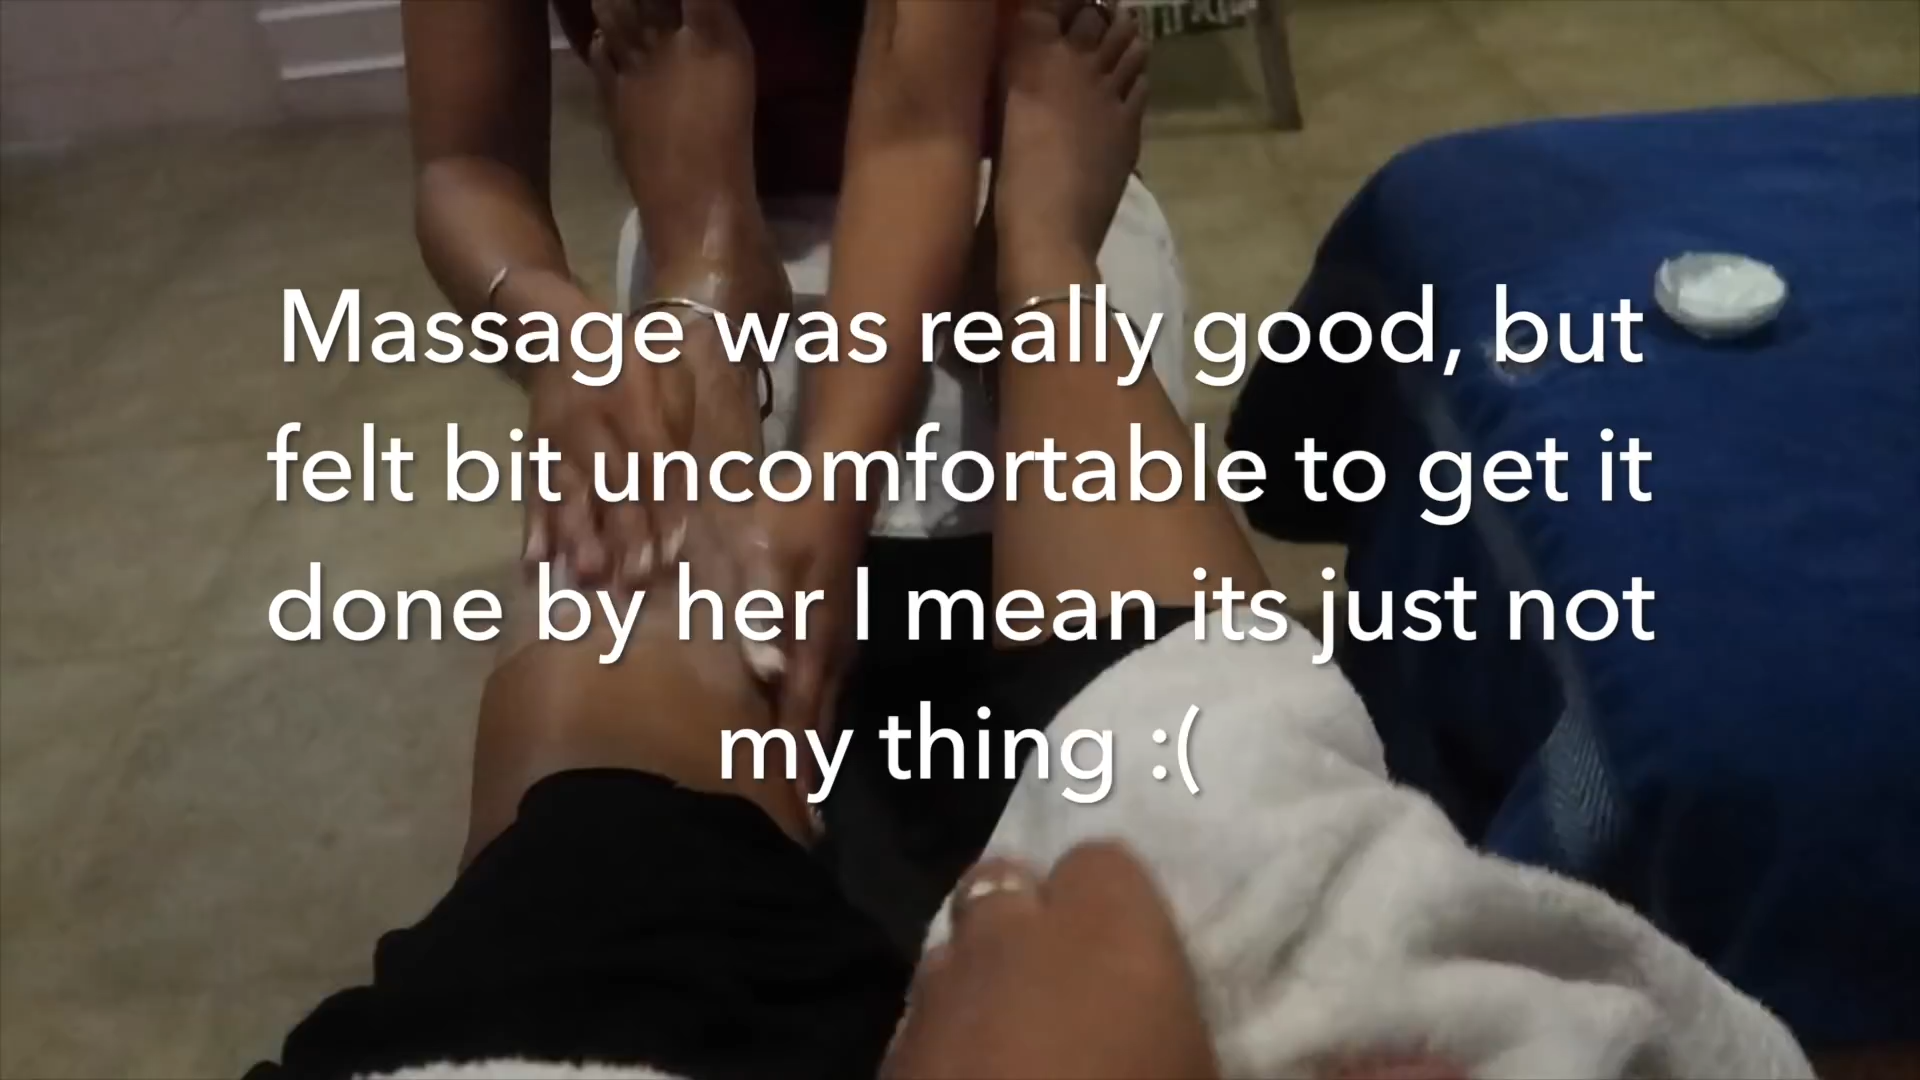 Massage was really good, but
felt bit uncomfortable to get it
done by her I mean its just not
my thing :(